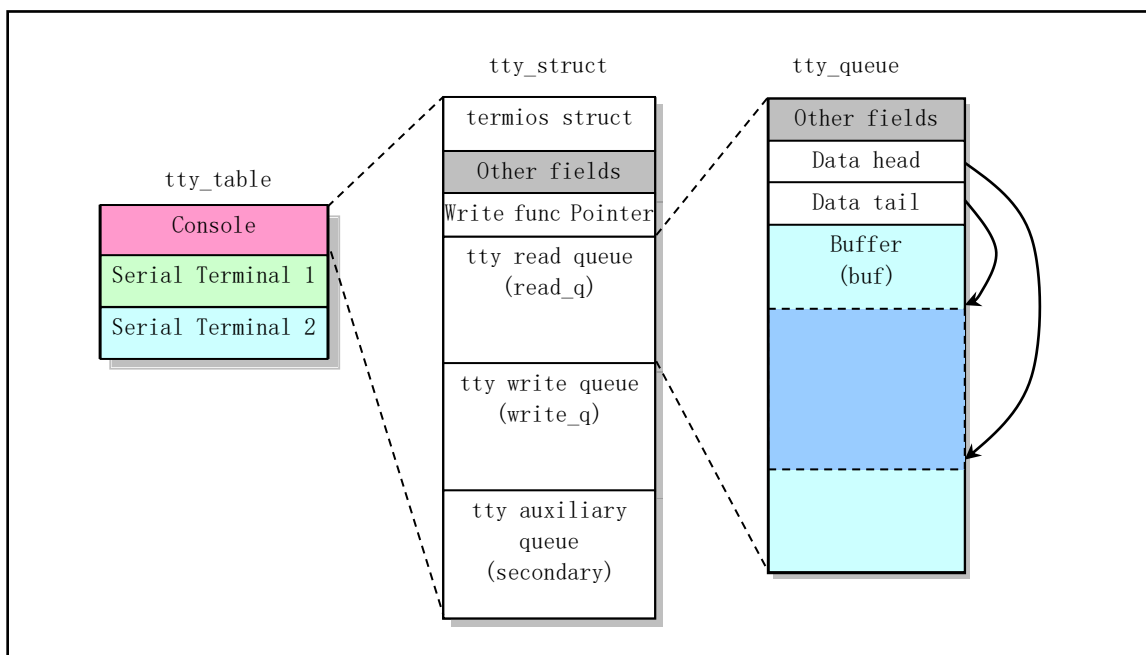 tty_table
Console
Serial Terminal 1
Serial Terminal 2
tty_struct
termios struct
Other fields
Write func Pointer
tty read queue
(read_q)
tty write queue
(write_q)
tty auxiliary
queue
(secondary)
tty_queue
Other fields
Data head
Data tail
Buffer
(buf)